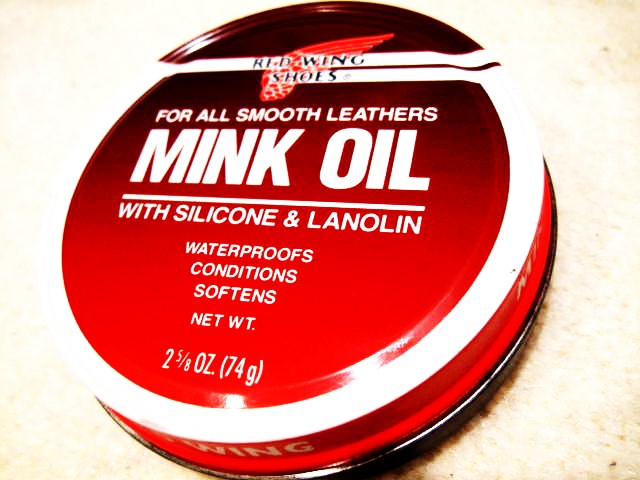 RED WING
SHOES®
FOR ALL SMOOTH LEATHERS
MINK OIL
WITH SILICONE & LANOLIN
WATERPROOFS
CONDITIONS
SOFTENS
NET WT.
2 5/8 OZ. (74 g)
WING